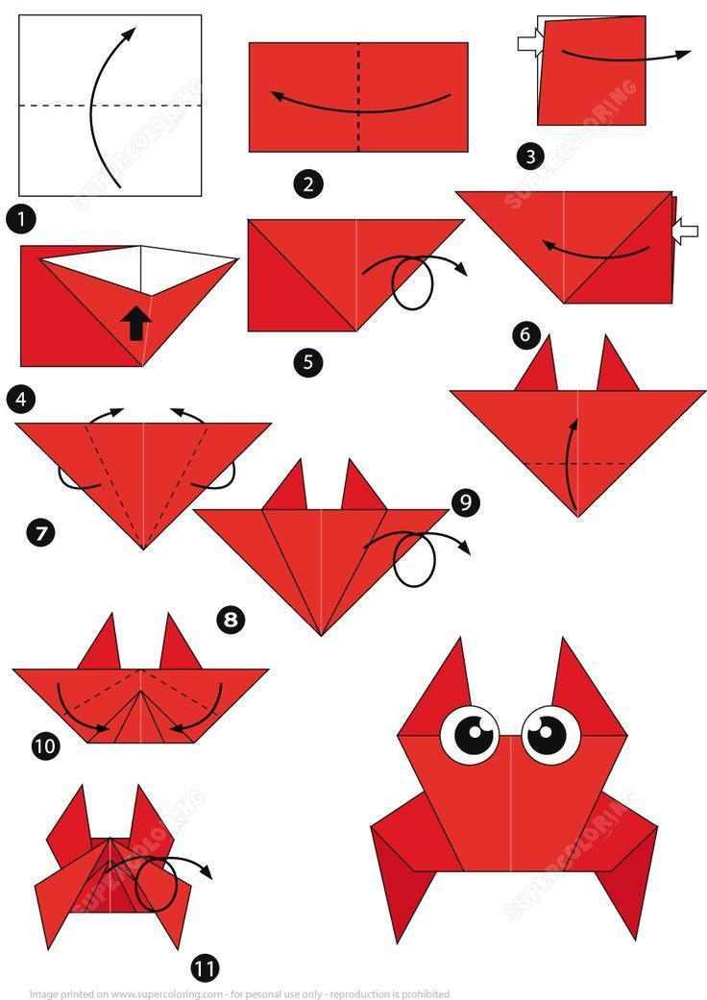 1
2
3
4
5
6
7
8
9
10
11
SUPERCOLORING
SUPERCOLORING
SUPERCOLORING
SUPERCOLORING
SUPERCOLORING
Image printed on www.supercoloring.com - for pesonal use only - reproduction is prohibited